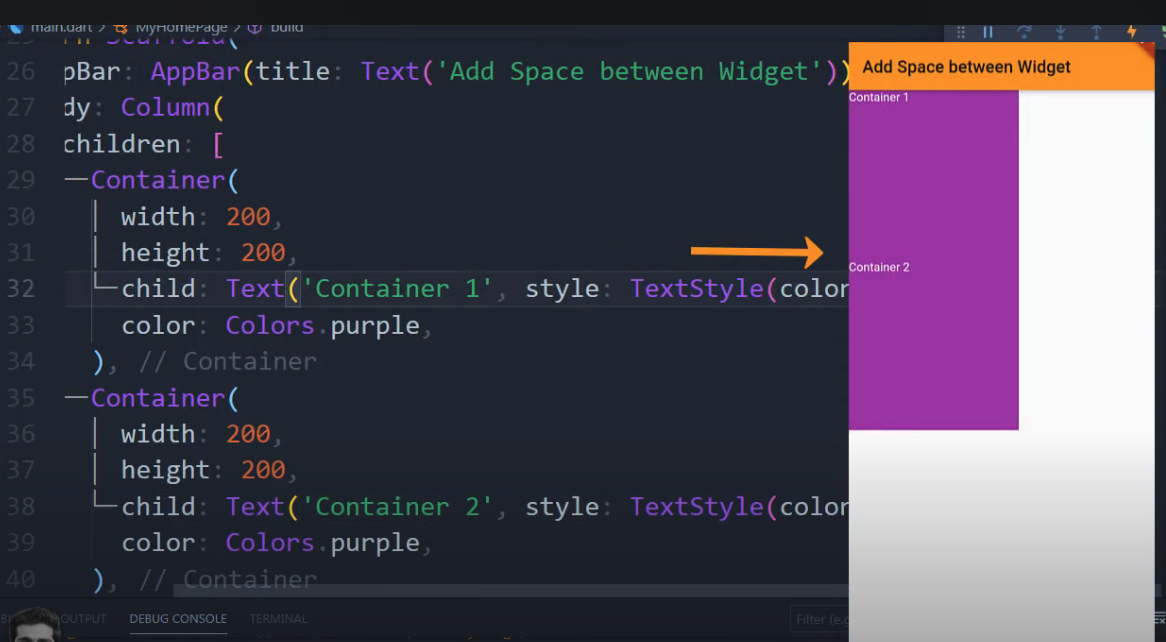 main.dart > MyHomePage > build
Scaffold(
26 pBar: AppBar(title: Text('Add Space between Widget'))
27 dy: Column(
28 children: [
29 Container(
30 width: 200,
31 height: 200,
32 child: Text('Container 1', style: TextStyle(color
33 color: Colors.purple,
34 ), // Container
35 Container(
36 width: 200,
37 height: 200,
38 child: Text('Container 2', style: TextStyle(color
39 color: Colors.purple,
40 ), // Container
OUTPUT DEBUG CONSOLE TERMINAL
Filter (e.g
Add Space between Widget
Container 1
Container 2